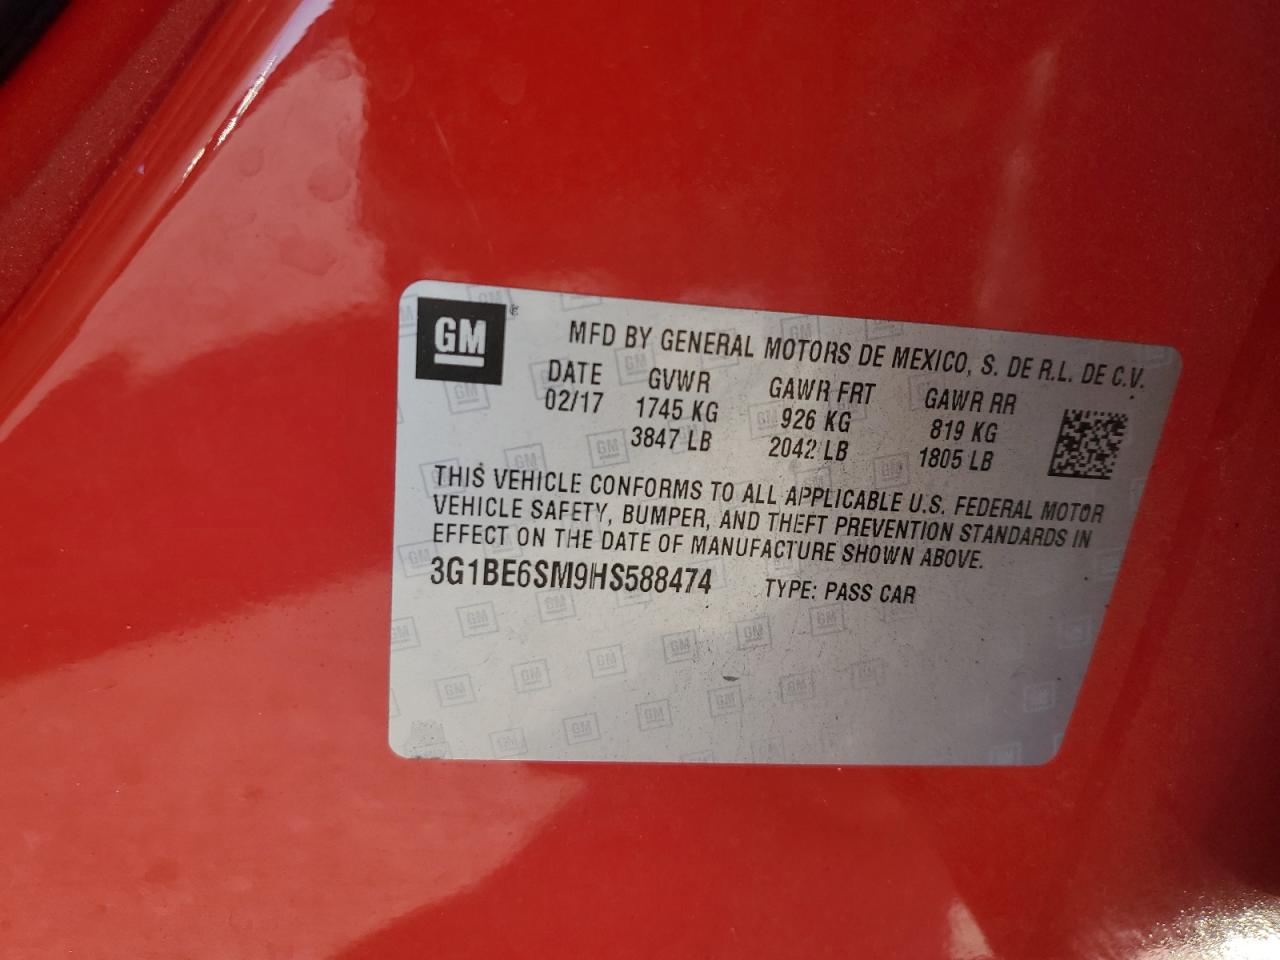 GM
MFD BY GENERAL MOTORS DE MEXICO, S. DE R.L. DE C.V.
DATE GVWR GAWR FRT GAWR RR
02/17 1745 KG 926 KG 819 KG
3847 LB 2042 LB 1805 LB
THIS VEHICLE CONFORMS TO ALL APPLICABLE U.S. FEDERAL MOTOR
VEHICLE SAFETY, BUMPER, AND THEFT PREVENTION STANDARDS IN
EFFECT ON THE DATE OF MANUFACTURE SHOWN ABOVE.
3G1BE6SM9HS588474 TYPE: PASS CAR